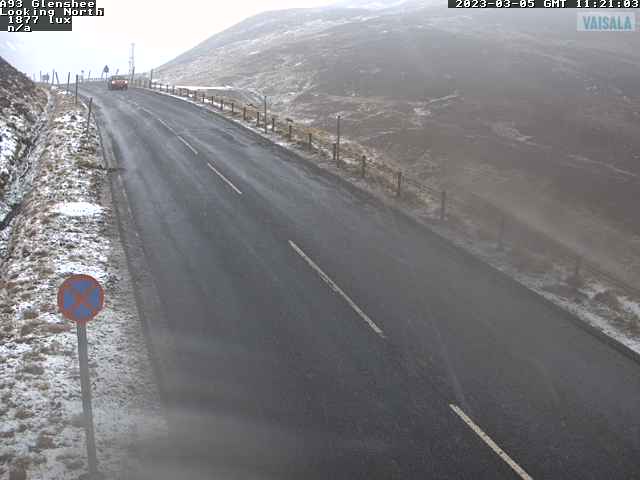 A93 Glenshee
Looking North
1877 lux
n/a
2023-03-05 GMT 11:21:03
VAISALA